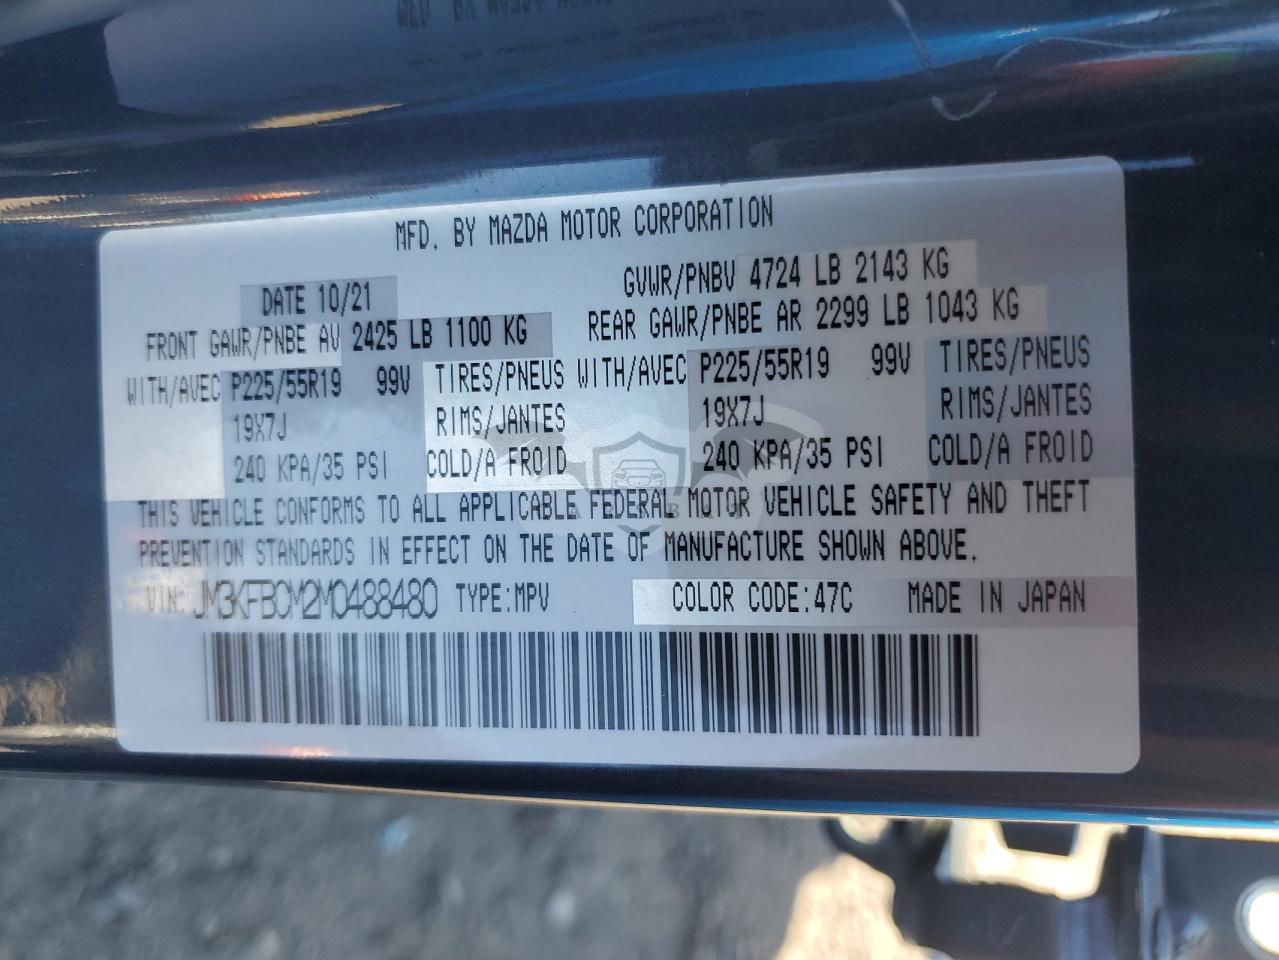 MFD. BY MAZDA MOTOR CORPORATION
DATE 10/21 GVWR/PNBV 4724 LB 2143 KG
FRONT GAWR/PNBE AV 2425 LB 1100 KG REAR GAWR/PNBE AR 2299 LB 1043 KG
WITH/AVEC P225/55R19 99V TIRES/PNEUS WITH/AVEC P225/55R19 99V TIRES/PNEUS
19X7J RIMS/JANTES 19X7J RIMS/JANTES
240 KPA/35 PSI COLD/A FROID 240 KPA/35 PSI COLD/A FROID
THIS VEHICLE CONFORMS TO ALL APPLICABLE FEDERAL MOTOR VEHICLE SAFETY AND THEFT
PREVENTION STANDARDS IN EFFECT ON THE DATE OF MANUFACTURE SHOWN ABOVE.
VIN: JM3KFBCM2M0488480 TYPE:MPV COLOR CODE:47C MADE IN JAPAN